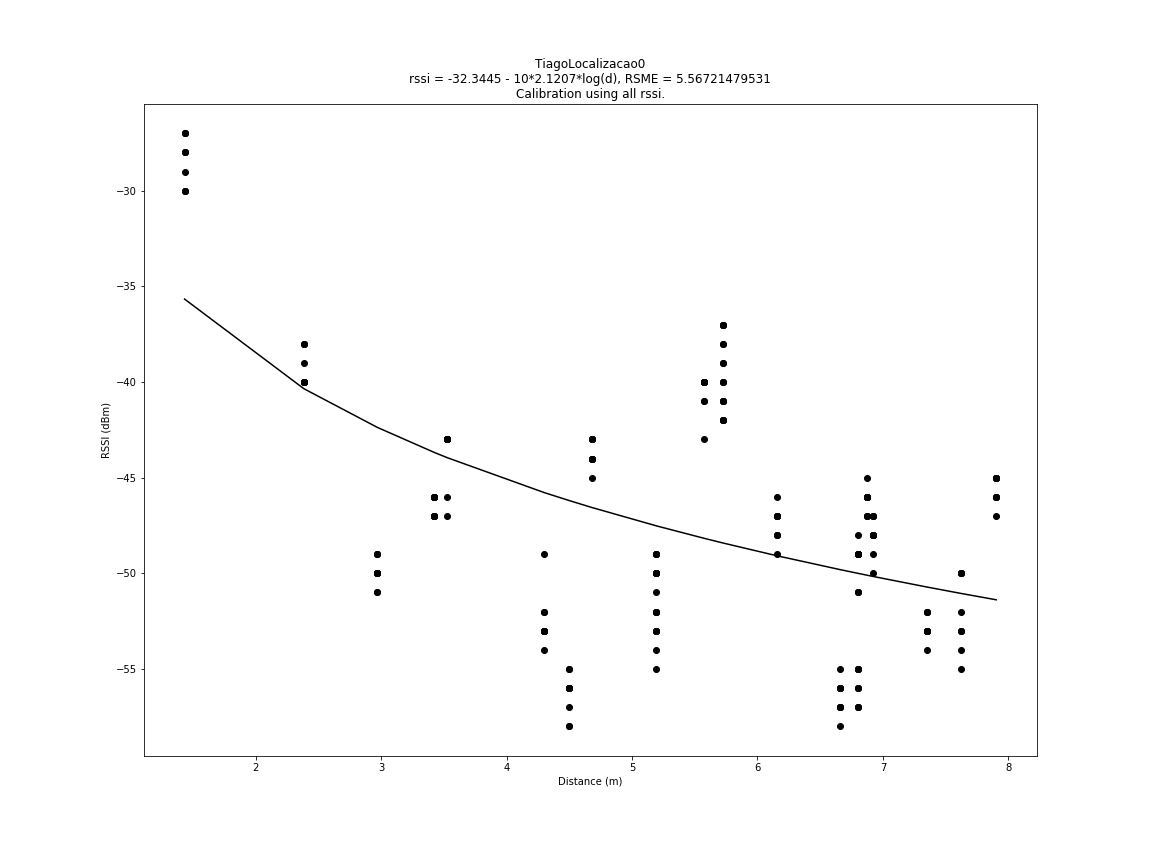 TiagoLocalizacao0
rssi = -32.3445 - 10*2.1207*log(d), RSME = 5.56721479531
Calibration using all rssi.
RSSI (dBm)
−30
−35
−40
−45
−50
−55
2 3 4 5 6 7 8
Distance (m)